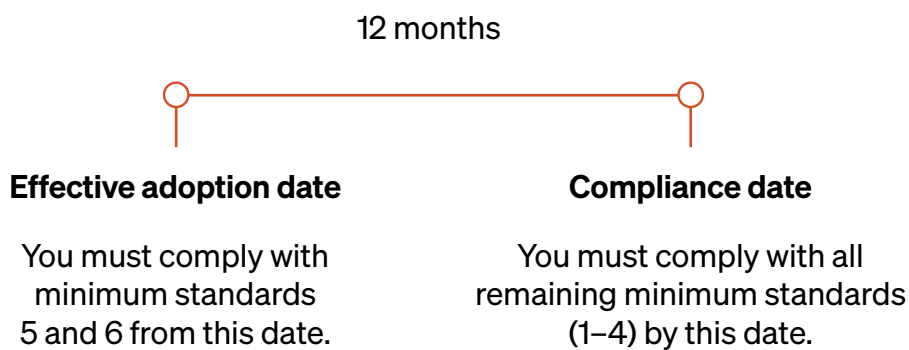 12 months
Effective adoption date
You must comply with
minimum standards
5 and 6 from this date.
Compliance date
You must comply with all
remaining minimum standards
(1–4) by this date.